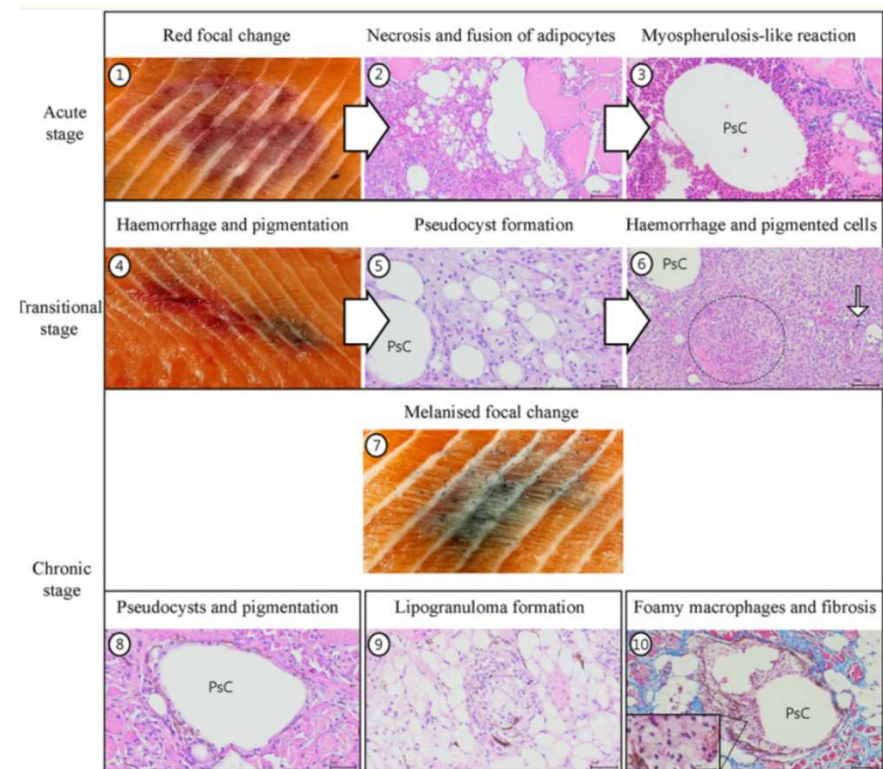 Red focal change
Necrosis and fusion of adipocytes
Myospherulosis-like reaction
Acute
stage
1
2
3
PsC
Haemorrhage and pigmentation
Pseudocyst formation
Haemorrhage and pigmented cells
Transitional
stage
4
5
PsC
6
PsC
Melanised focal change
7
Chronic
stage
Pseudocysts and pigmentation
Lipogranuloma formation
Foamy macrophages and fibrosis
8
PsC
9
10
PsC